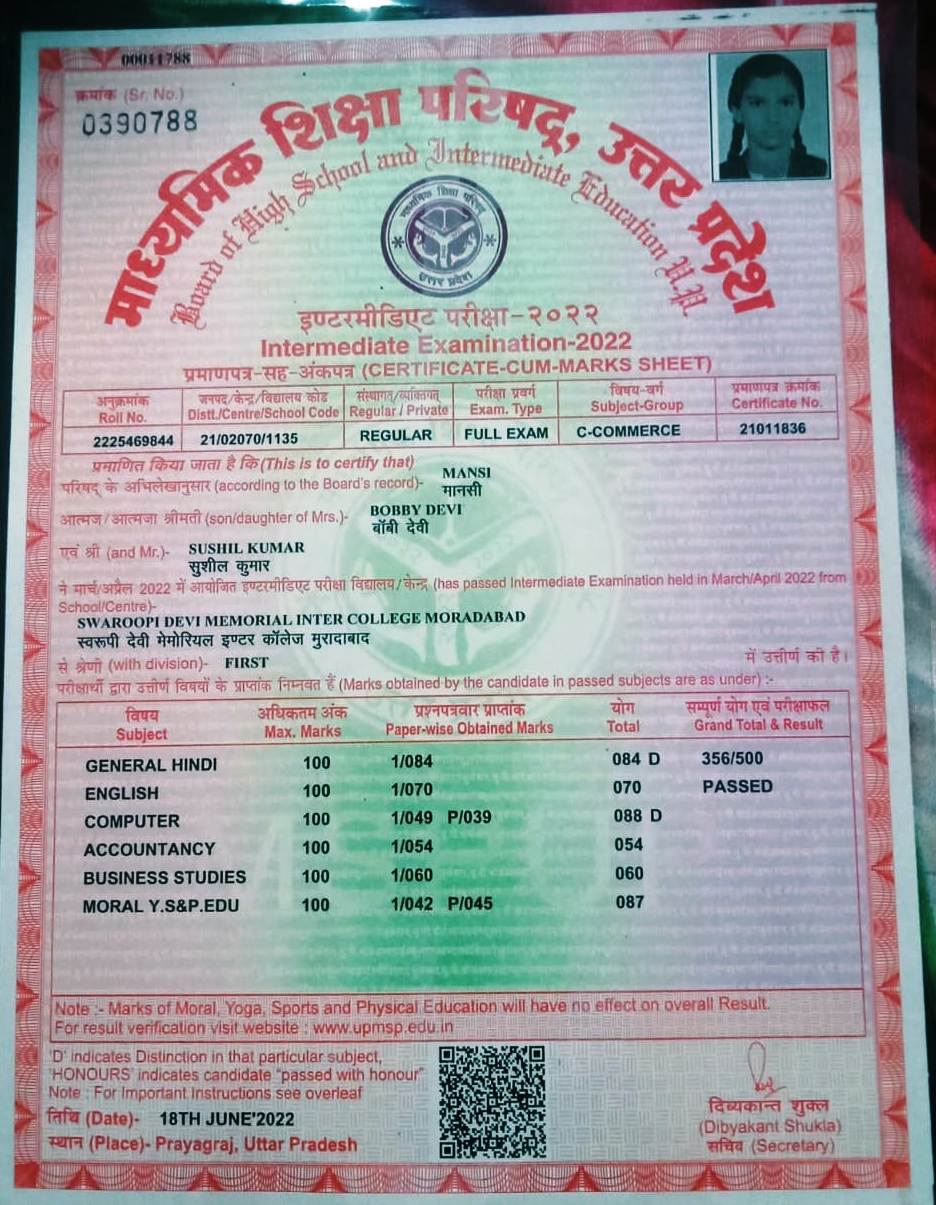 00011788
क्रमांक (Sr. No.)
0390788
माध्यमिक शिक्षा परिषद्, उत्तर प्रदेश
Board of High School and Intermediate Education U.P.
माध्यमिक शिक्षा परिषद्
उत्तर प्रदेश
इण्टरमीडिएट परीक्षा-२०२२
Intermediate Examination-2022
प्रमाणपत्र-सह-अंकपत्र (CERTIFICATE-CUM-MARKS SHEET)
अनुक्रमांक जनपद/केन्द्र/विद्यालय कोड संस्थागत/व्यक्तिगत परीक्षा प्रवर्ग विषय-वर्ग प्रमाणपत्र क्रमांक
Roll No. Distt./Centre/School Code Regular / Private Exam. Type Subject-Group Certificate No.
2225469844 21/02070/1135 REGULAR FULL EXAM C-COMMERCE 21011836
प्रमाणित किया जाता है कि (This is to certify that) MANSI
परिषद् के अभिलेखानुसार (according to the Board's record)- मानसी
आत्मज/आत्मजा श्रीमती (son/daughter of Mrs.)- BOBBY DEVI
बॉबी देवी
एवं श्री (and Mr.)- SUSHIL KUMAR
सुशील कुमार
ने मार्च/अप्रैल 2022 में आयोजित इण्टरमीडिएट परीक्षा विद्यालय/केन्द्र (has passed Intermediate Examination held in March/April 2022 from
School/Centre)-
SWAROOPI DEVI MEMORIAL INTER COLLEGE MORADABAD
स्वरूपी देवी मेमोरियल इण्टर कॉलेज मुरादाबाद
से श्रेणी (with division)- FIRST में उत्तीर्ण की है।
परीक्षार्थी द्वारा उत्तीर्ण विषयों के प्राप्तांक निम्नवत हैं (Marks obtained by the candidate in passed subjects are as under) :-
विषय अधिकतम अंक प्रश्नपत्रवार प्राप्तांक योग सम्पूर्ण योग एवं परीक्षाफल
Subject Max. Marks Paper-wise Obtained Marks Total Grand Total & Result
GENERAL HINDI 100 1/084 084 D 356/500
ENGLISH 100 1/070 070 PASSED
COMPUTER 100 1/049 P/039 088 D
ACCOUNTANCY 100 1/054 054
BUSINESS STUDIES 100 1/060 060
MORAL Y.S&P.EDU 100 1/042 P/045 087
Note :- Marks of Moral, Yoga, Sports and Physical Education will have no effect on overall Result.
For result verification visit website : www.upmsp.edu.in
'D' indicates Distinction in that particular subject,
'HONOURS' indicates candidate "passed with honour"
Note : For Important Instructions see overleaf
तिथि (Date)- 18TH JUNE'2022
स्थान (Place)- Prayagraj, Uttar Pradesh
दिब्यकान्त शुक्ल
(Dibyakant Shukla)
सचिव (Secretary)